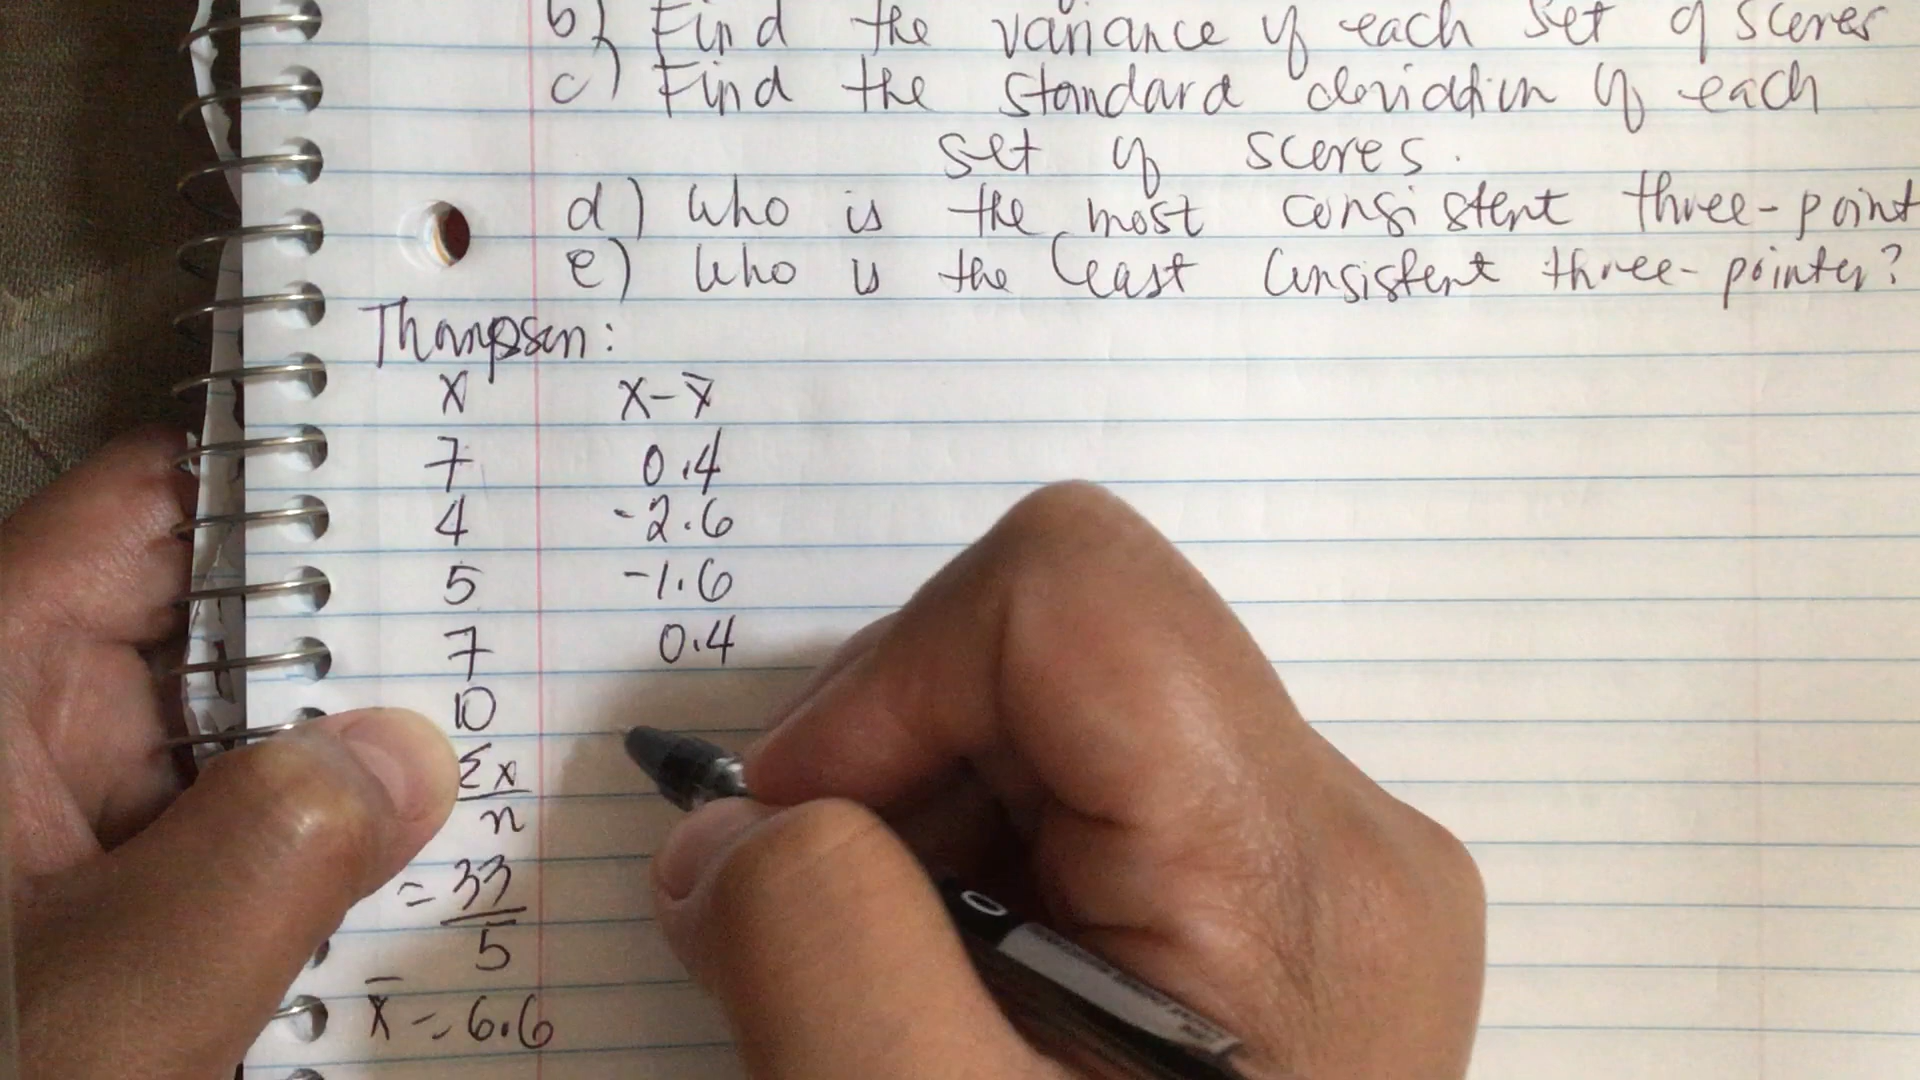 b) Find the variance of each set of scores
c) Find the standard deviation of each
set of scores.
d) Who is the most consistent three-point
e) Who is the least consistent three-pointer?
Thompson:
x x-x̄
7 0.4
4 -2.6
5 -1.6
7 0.4
10
Σx
n
= 33
5
x̄ = 6.6